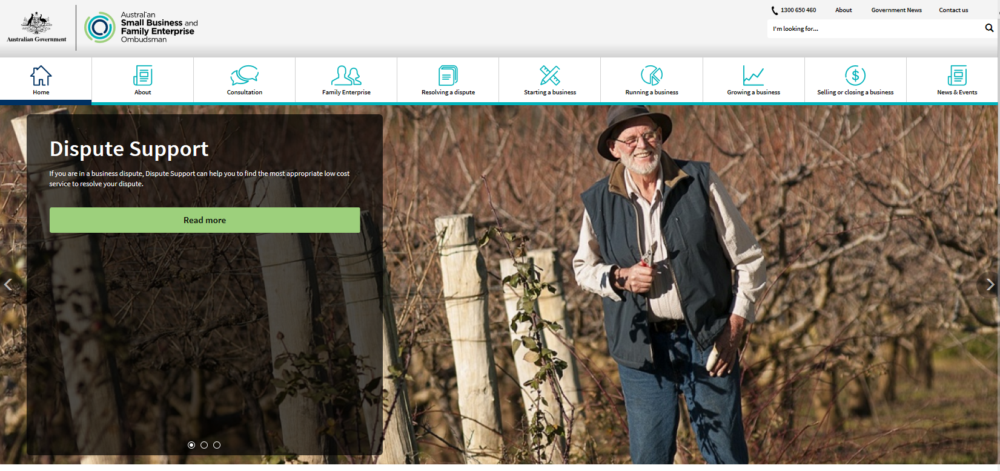 Australian Government
Australian
Small Business and
Family Enterprise
Ombudsman
1300 650 460
About
Government News
Contact us
I'm looking for...
Home
About
Consultation
Family Enterprise
Resolving a dispute
Starting a business
Running a business
Growing a business
Selling or closing a business
News & Events
Dispute Support
If you are in a business dispute, Dispute Support can help you to find the most appropriate low cost
service to resolve your dispute.
Read more